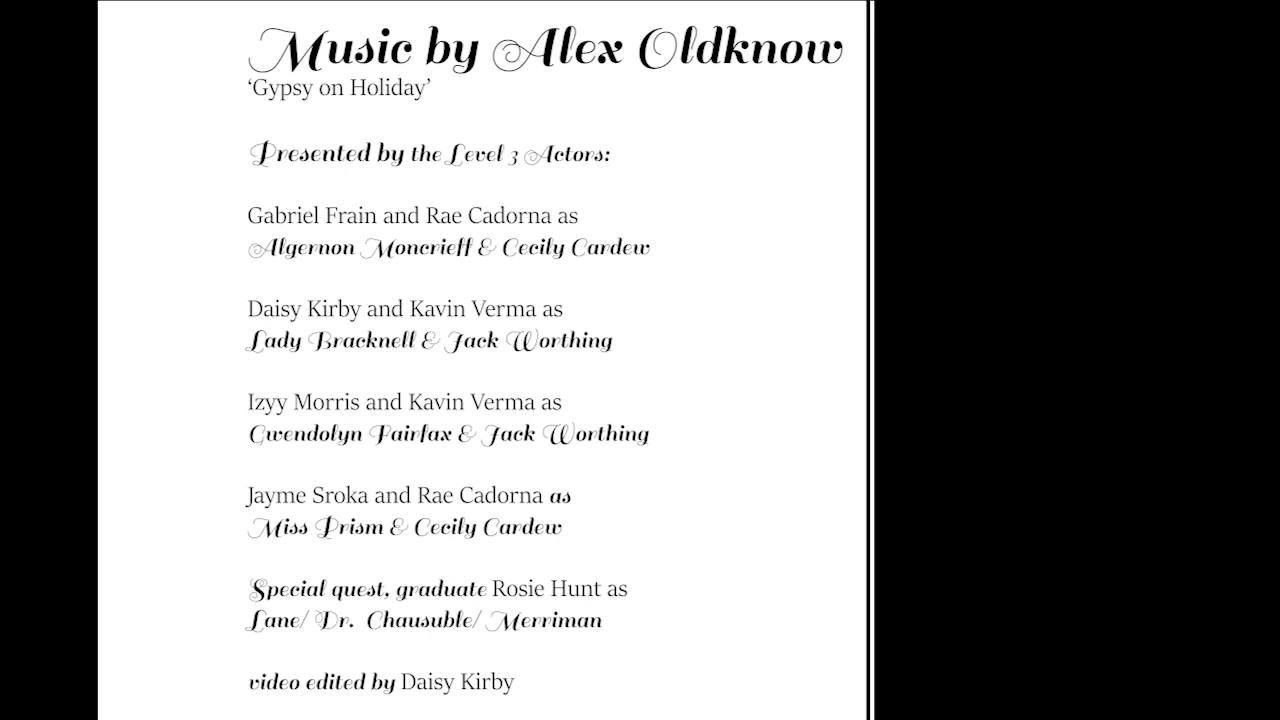 Music by Alex Oldknow
‘Gypsy on Holiday’
Presented by the Level 3 Actors:
Gabriel Frain and Rae Cadorna as
Algernon Moncrieff & Cecily Cardew
Daisy Kirby and Kavin Verma as
Lady Bracknell & Jack Worthing
Izyy Morris and Kavin Verma as
Gwendolyn Fairfax & Jack Worthing
Jayme Sroka and Rae Cadorna as
Miss Prism & Cecily Cardew
Special quest, graduate Rosie Hunt as
Lane/ Dr. Chausuble/ Merriman
video edited by Daisy Kirby